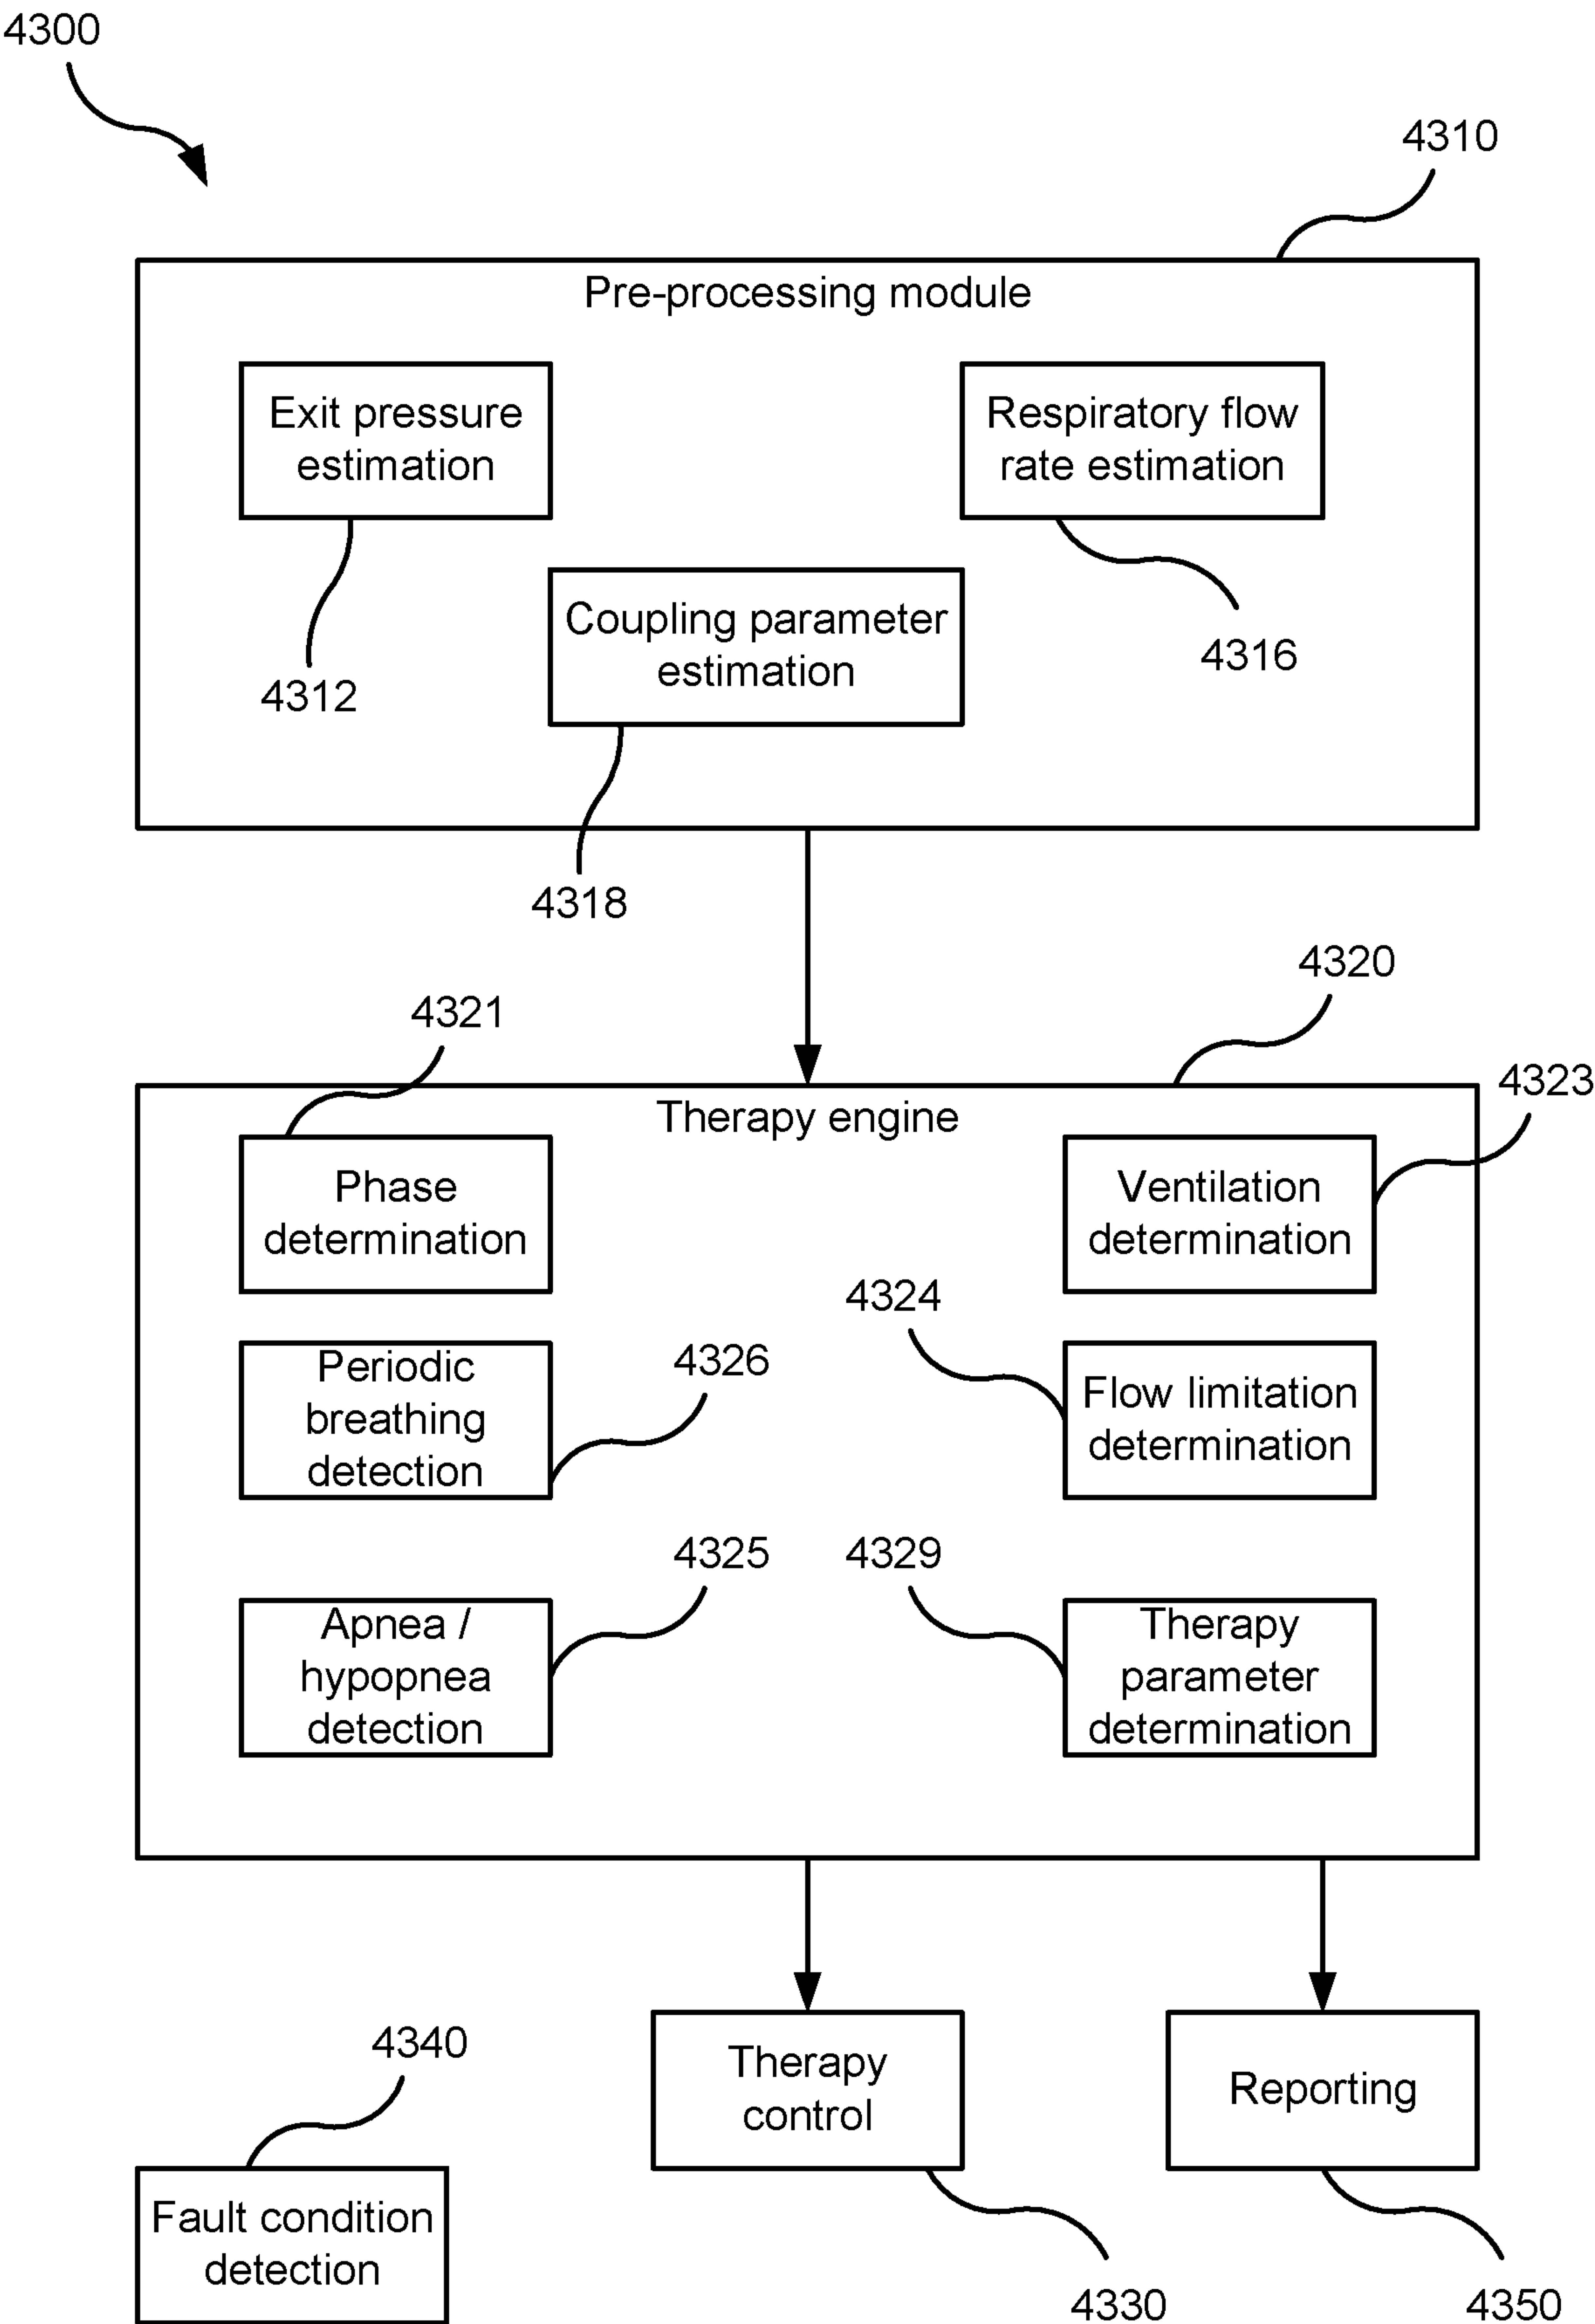 4300
4310
Pre-processing module
Exit pressure
estimation
Respiratory flow
rate estimation
4312
Coupling parameter
estimation
4316
4318
4320
4321
4323
Therapy engine
Phase
determination
Ventilation
determination
4324
Periodic
breathing
detection
4326
Flow limitation
determination
4325
4329
Apnea /
hypopnea
detection
Therapy
parameter
determination
4340
Therapy
control
Reporting
Fault condition
detection
4330
4350